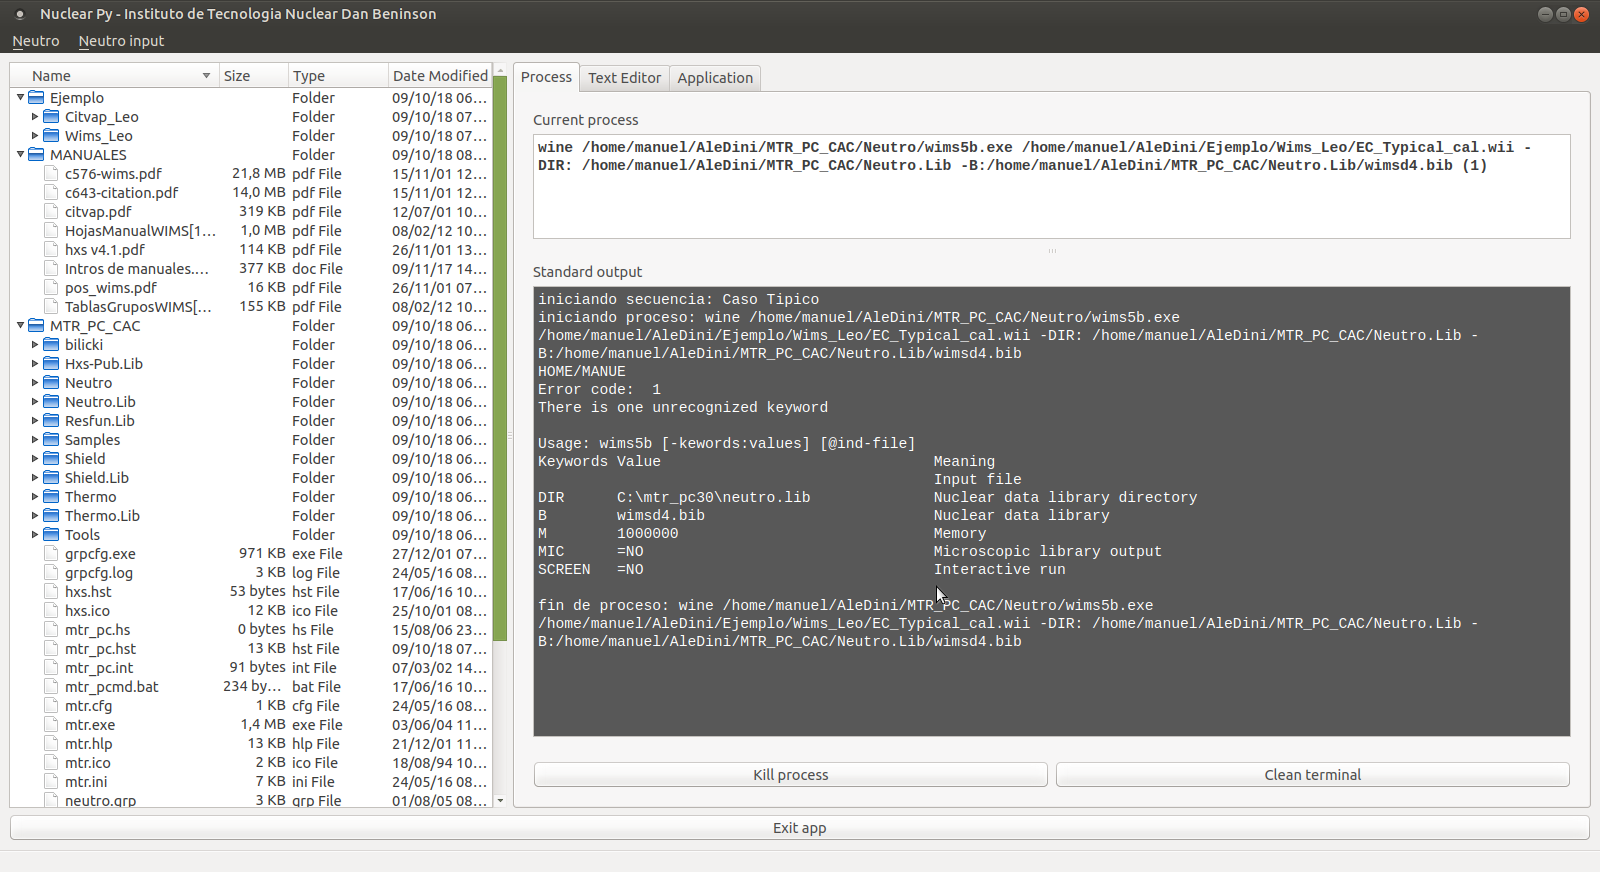 Nuclear Py - Instituto de Tecnologia Nuclear Dan Beninson
Neutro Neutro input
Name Size Type Date Modified
Ejemplo Folder 09/10/18 06...
Citvap_Leo Folder 09/10/18 07...
Wims_Leo Folder 09/10/18 07...
MANUALES Folder 09/10/18 08...
c576-wims.pdf 21,8 MB pdf File 15/11/01 12...
c643-citation.pdf 14,0 MB pdf File 15/11/01 12...
citvap.pdf 319 KB pdf File 12/07/01 10...
HojasManualWIMS[1... 1,0 MB pdf File 08/02/12 10...
hxs v4.1.pdf 114 KB pdf File 26/11/01 13...
Intros de manuales.... 377 KB doc File 09/11/17 14...
pos_wims.pdf 16 KB pdf File 26/11/01 07...
TablasGruposWIMS[... 155 KB pdf File 08/02/12 10...
MTR_PC_CAC Folder 09/10/18 06...
bilicki Folder 09/10/18 06...
Hxs-Pub.Lib Folder 09/10/18 06...
Neutro Folder 09/10/18 06...
Neutro.Lib Folder 09/10/18 06...
Resfun.Lib Folder 09/10/18 06...
Samples Folder 09/10/18 06...
Shield Folder 09/10/18 06...
Shield.Lib Folder 09/10/18 06...
Thermo Folder 09/10/18 06...
Thermo.Lib Folder 09/10/18 06...
Tools Folder 09/10/18 06...
grpcfg.exe 971 KB exe File 27/12/01 07...
grpcfg.log 3 KB log File 24/05/16 08...
hxs.hst 53 bytes hst File 17/06/16 10...
hxs.ico 12 KB ico File 25/10/01 08...
mtr_pc.hs 0 bytes hs File 15/08/06 23...
mtr_pc.hst 13 KB hst File 09/10/18 07...
mtr_pc.int 91 bytes int File 07/03/02 14...
mtr_pcmd.bat 234 by... bat File 17/06/16 10...
mtr.cfg 1 KB cfg File 24/05/16 08...
mtr.exe 1,4 MB exe File 03/06/04 11...
mtr.hlp 13 KB hlp File 21/12/01 11...
mtr.ico 2 KB ico File 18/08/94 10...
mtr.ini 7 KB ini File 24/05/16 08...
neutro.grp 3 KB grp File 01/08/05 08...
Process Text Editor Application
Current process
wine /home/manuel/AleDini/MTR_PC_CAC/Neutro/wims5b.exe /home/manuel/AleDini/Ejemplo/Wims_Leo/EC_Typical_cal.wii -
DIR: /home/manuel/AleDini/MTR_PC_CAC/Neutro.Lib -B:/home/manuel/AleDini/MTR_PC_CAC/Neutro.Lib/wimsd4.bib (1)
Standard output
iniciando secuencia: Caso Tipico
iniciando proceso: wine /home/manuel/AleDini/MTR_PC_CAC/Neutro/wims5b.exe
/home/manuel/AleDini/Ejemplo/Wims_Leo/EC_Typical_cal.wii -DIR: /home/manuel/AleDini/MTR_PC_CAC/Neutro.Lib -
B:/home/manuel/AleDini/MTR_PC_CAC/Neutro.Lib/wimsd4.bib
HOME/MANUE
Error code: 1
There is one unrecognized keyword
Usage: wims5b [-kewords:values] [@ind-file]
Keywords Value Meaning
Input file
DIR C:\mtr_pc30\neutro.lib Nuclear data library directory
B wimsd4.bib Nuclear data library
M 1000000 Memory
MIC =NO Microscopic library output
SCREEN =NO Interactive run
fin de proceso: wine /home/manuel/AleDini/MTR_PC_CAC/Neutro/wims5b.exe
/home/manuel/AleDini/Ejemplo/Wims_Leo/EC_Typical_cal.wii -DIR: /home/manuel/AleDini/MTR_PC_CAC/Neutro.Lib -
B:/home/manuel/AleDini/MTR_PC_CAC/Neutro.Lib/wimsd4.bib
Kill process Clean terminal
Exit app